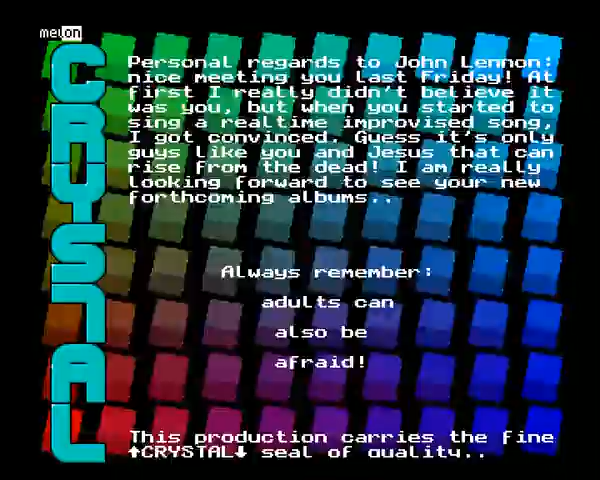 melon
CRYSTAL
Personal regards to John Lennon:
nice meeting you last Friday! At
first I really didn't believe it
was you, but when you started to
sing a realtime improvised song,
I got convinced. Guess it's only
guys like you and Jesus that can
rise from the dead! I am really
looking forward to see your new
forthcoming albums..
Always remember:
adults can
also be
afraid!
This production carries the fine
↑CRYSTAL↓ seal of quality..